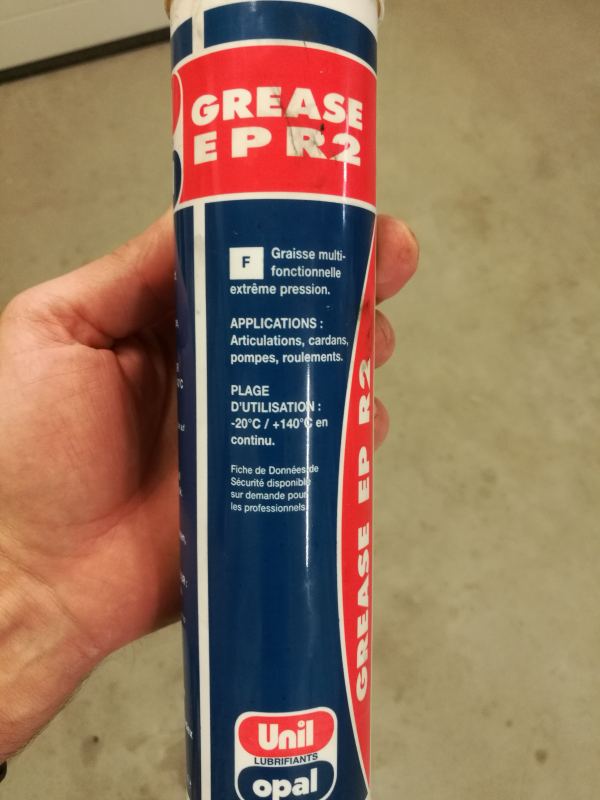 GREASE
EP R2
F Graisse multi-
fonctionnelle
extrême pression.
APPLICATIONS :
Articulations, cardans,
pompes, roulements.
PLAGE
D'UTILISATION :
-20°C / +140°C en
continu.
Fiche de Données de
Sécurité disponible
sur demande pour
les professionnels.
GREASE EP R2
Unil
LUBRIFIANTS
opal